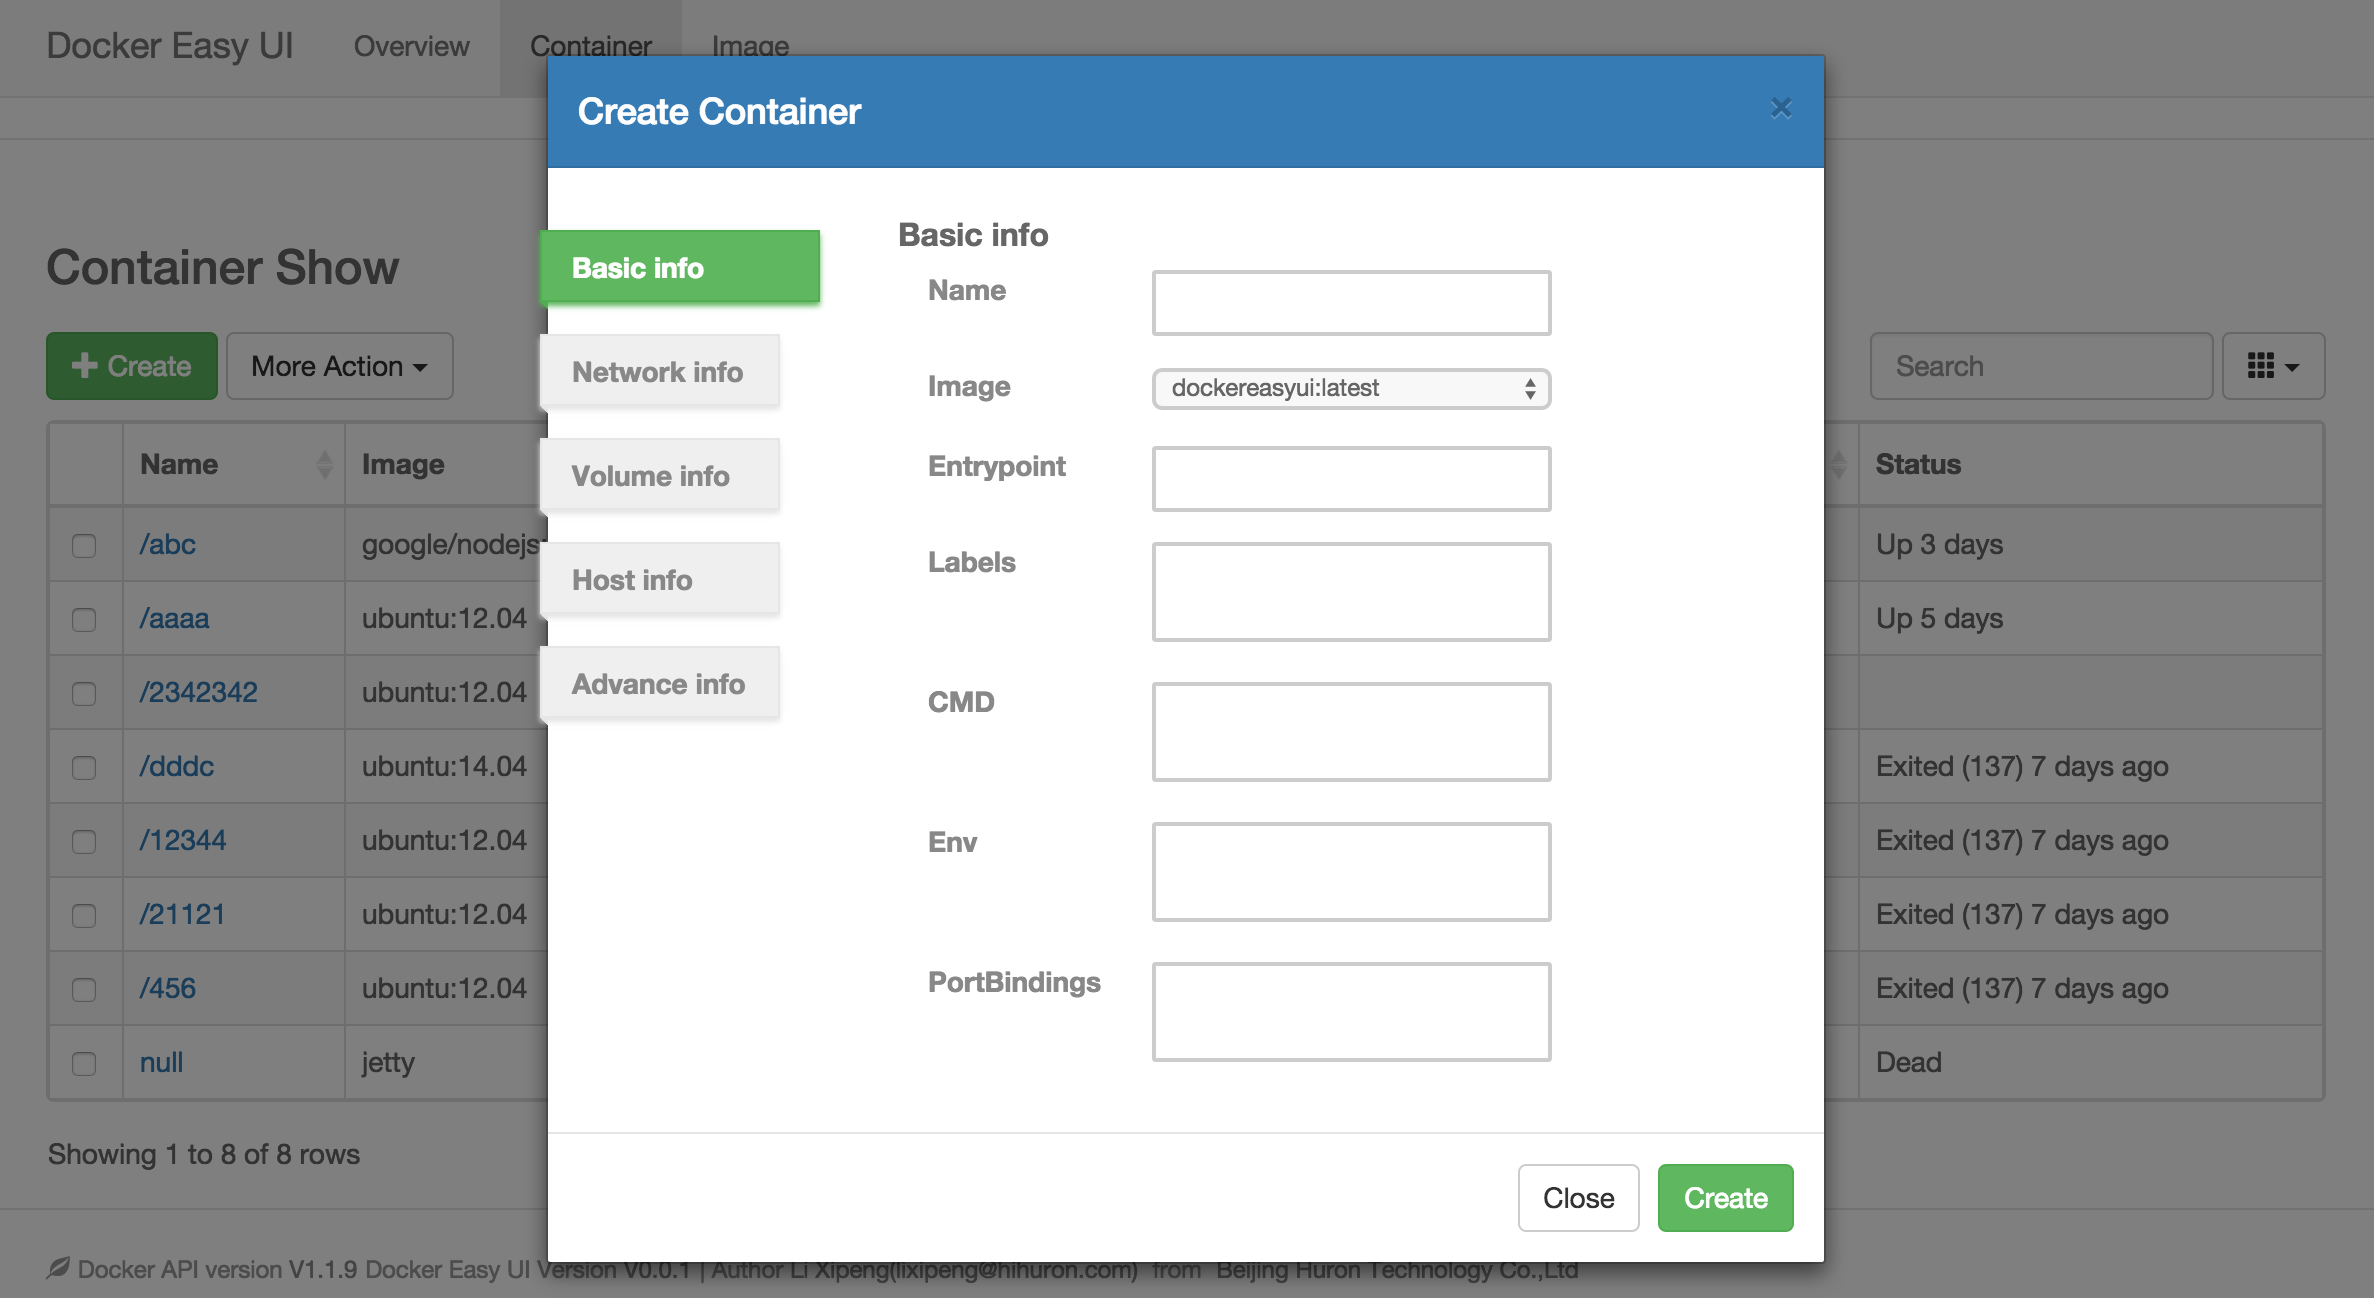 Docker Easy UI Overview Container Image
Create Container ×
Container Show
Create More Action
Search
Name Image Status
/abc google/nodejs Up 3 days
/aaaa ubuntu:12.04 Up 5 days
/2342342 ubuntu:12.04
/dddc ubuntu:14.04 Exited (137) 7 days ago
/12344 ubuntu:12.04 Exited (137) 7 days ago
/21121 ubuntu:12.04 Exited (137) 7 days ago
/456 ubuntu:12.04 Exited (137) 7 days ago
null jetty Dead
Showing 1 to 8 of 8 rows
Basic info
Network info
Volume info
Host info
Advance info
Basic info
Name
Image dockereasyui:latest
Entrypoint
Labels
CMD
Env
PortBindings
Close Create
Docker API version V1.1.9 Docker Easy UI Version V0.0.1 | Author Li Xipeng(lixipeng@hihuron.com) from Beijing Huron Technology Co.,Ltd